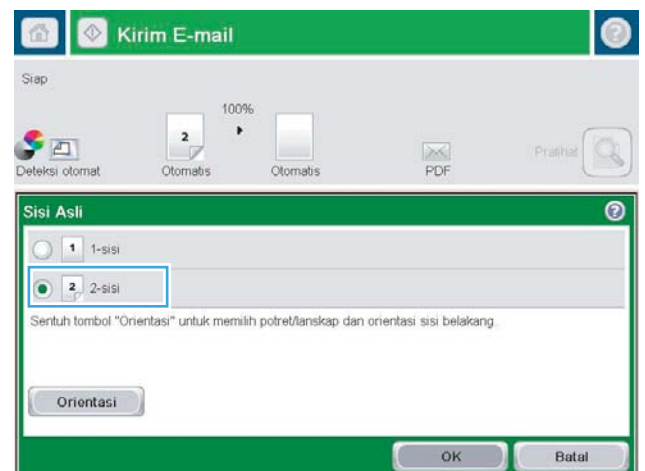 Kirim E-mail
?
Siap
100%
2
Deteksi otomat
Otomatis
Otomatis
PDF
Pratihat
Sisi Asli
?
1 1-sisi
2 2-sisi
Sentuh tombol "Orientasi" untuk memilih potret/lanskap dan orientasi sisi belakang.
Orientasi
OK
Batal